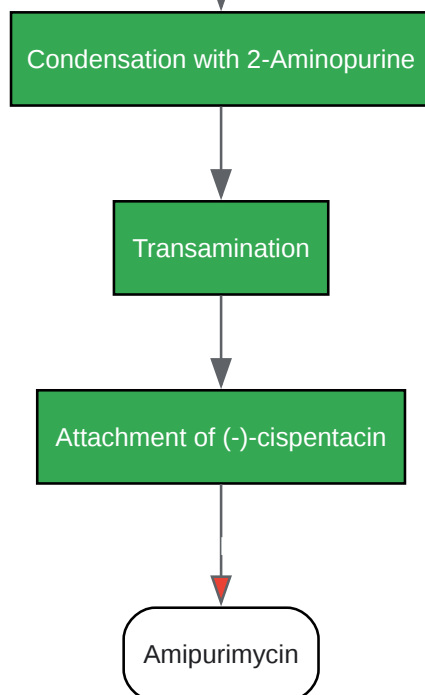 Condensation with 2-Aminopurine
Transamination
Attachment of (-)-cispentacin
Amipurimycin